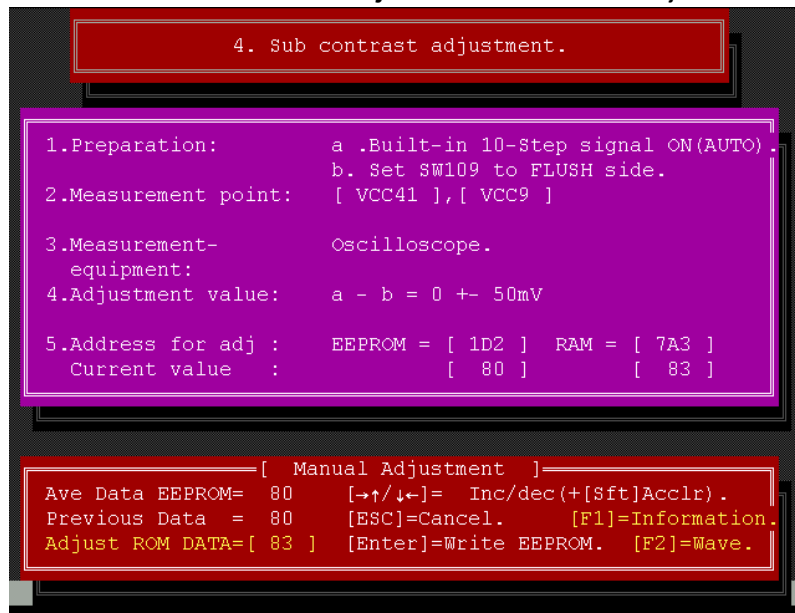 4. Sub contrast adjustment.
1.Preparation: a .Built-in 10-Step signal ON(AUTO).
b. Set SW109 to FLUSH side.
2.Measurement point: [ VCC41 ],[ VCC9 ]
3.Measurement- Oscilloscope.
equipment:
4.Adjustment value: a - b = 0 +- 50mV
5.Address for adj : EEPROM = [ 1D2 ] RAM = [ 7A3 ]
Current value : [ 80 ] [ 83 ]
[ Manual Adjustment ]
Ave Data EEPROM= 80 [→↑/↓←]= Inc/dec(+[Sft]Acclr).
Previous Data = 80 [ESC]=Cancel. [F1]=Information.
Adjust ROM DATA=[ 83 ] [Enter]=Write EEPROM. [F2]=Wave.